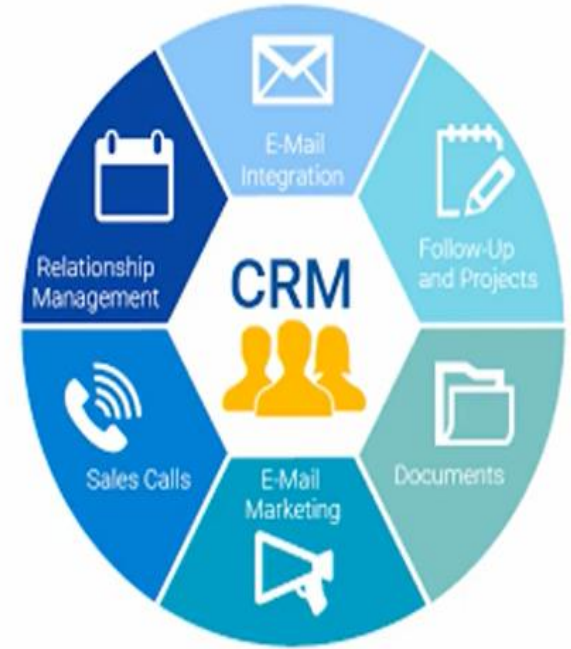 E-Mail
Integration
Follow-Up
and Projects
Relationship
Management
CRM
Sales Calls
E-Mail
Marketing
Documents